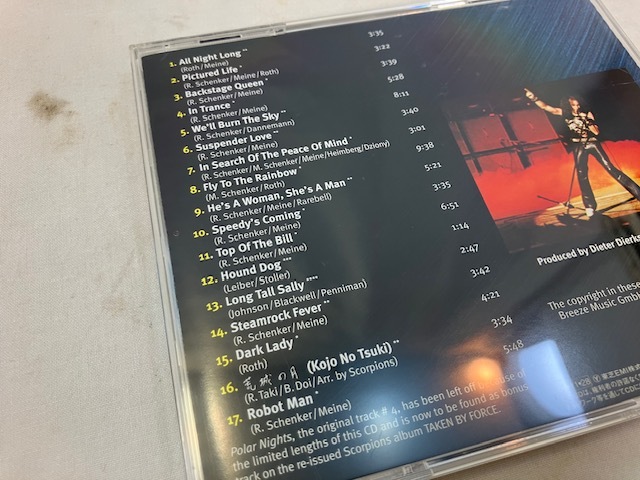 1. All Night Long ** 3:35
(Roth/Meine)
2. Pictured Life * 3:22
(R. Schenker/Meine/Roth)
3. Backstage Queen * 3:39
(R. Schenker/Meine)
4. In Trance * 5:28
(R. Schenker/Meine)
5. We'll Burn The Sky ** 8:11
(R. Schenker/Dannemann)
6. Suspender Love ** 3:40
(R. Schenker/Meine)
7. In Search Of The Peace Of Mind * 3:01
(R. Schenker/M. Schenker/Meine/Heimberg/Dziony)
8. Fly To The Rainbow * 9:38
(M. Schenker/Roth)
9. He's A Woman, She's A Man ** 5:21
(R. Schenker/Meine/Rarebell)
10. Speedy's Coming * 3:35
(R. Schenker/Meine)
11. Top Of The Bill * 6:51
(R. Schenker/Meine)
12. Hound Dog *** 1:14
(Leiber/Stoller)
13. Long Tall Sally **** 2:47
(Johnson/Blackwell/Penniman)
14. Steamrock Fever ** 3:42
(R. Schenker/Meine)
15. Dark Lady * 4:21
(Roth)
16. 荒城の月 (Kojo No Tsuki) ** 3:34
(R. Taki/B. Doi/Arr. by Scorpions)
17. Robot Man * 5:48
(R. Schenker/Meine)
Polar Nights, the original track # 4, has been left off because of
the limited lengths of this CD and is now to be found as bonus
track on the re-issued Scorpions album TAKEN BY FORCE.
Produced by Dieter Dierks
The copyright in these
Breeze Music Gmb
東芝EMI株式